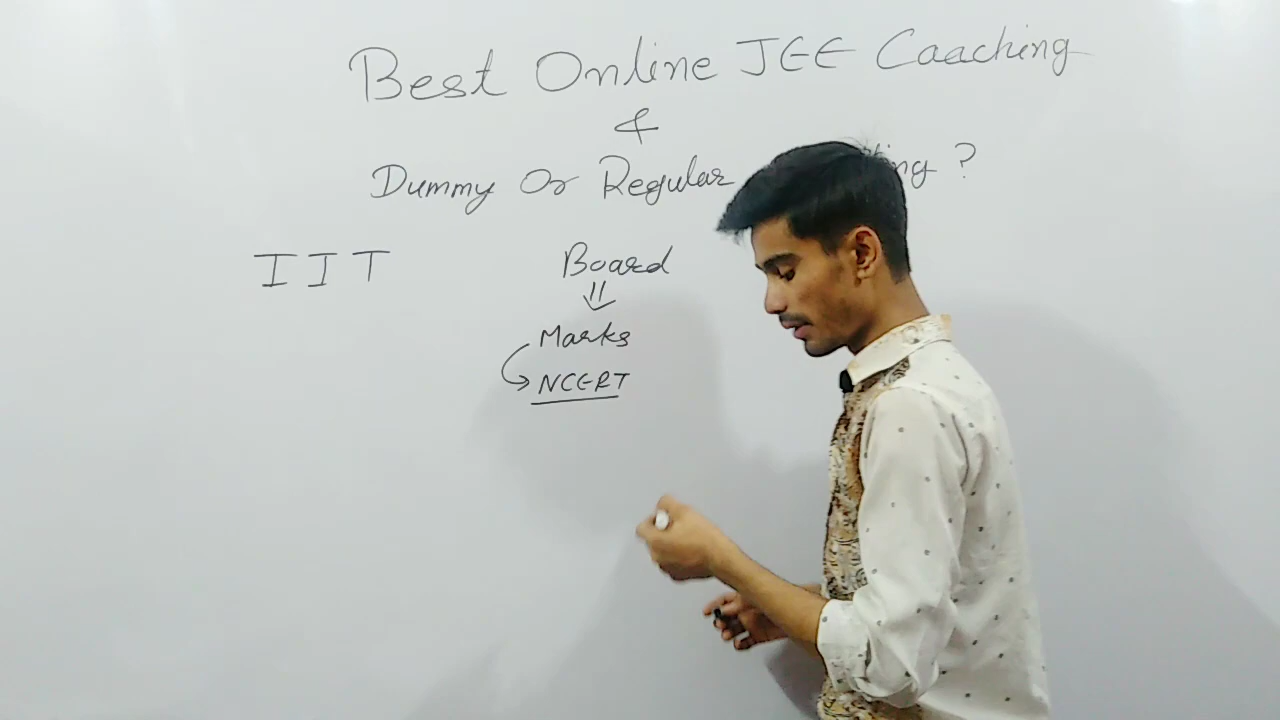 Best Online JEE Caaching
&
Dummy Or Regular ?
IIT Board
⇓
Marks
→ NCERT